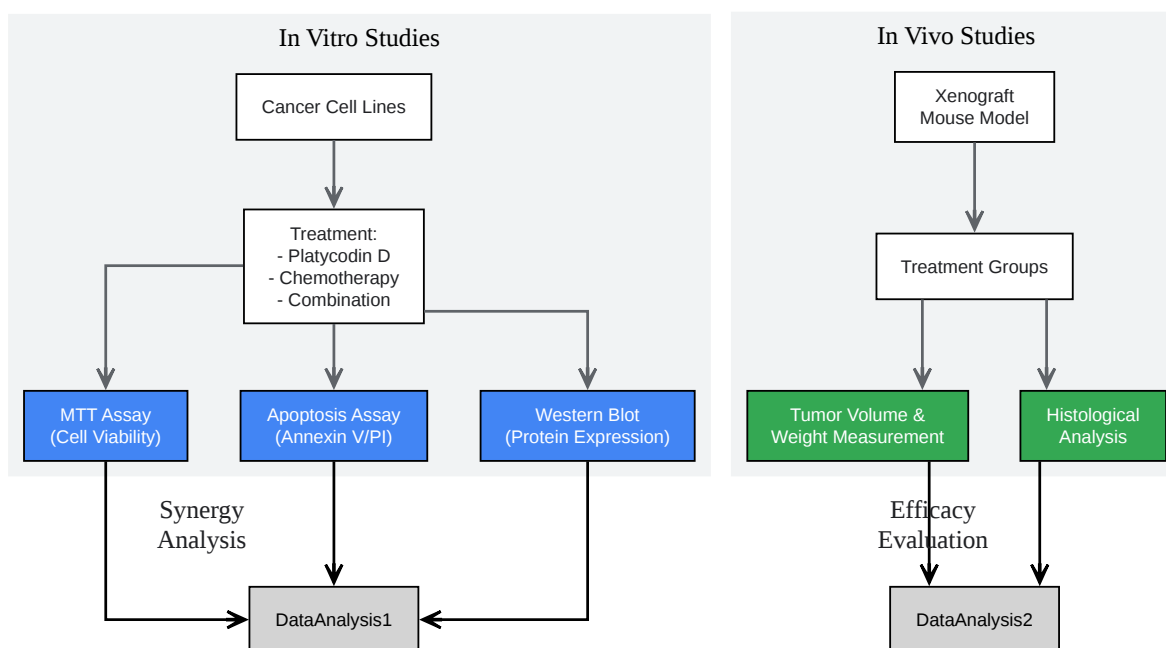 In Vitro Studies
Cancer Cell Lines
Treatment:
- Platycodin D
- Chemotherapy
- Combination
MTT Assay
(Cell Viability)
Apoptosis Assay
(Annexin V/PI)
Western Blot
(Protein Expression)
Synergy
Analysis
DataAnalysis1
In Vivo Studies
Xenograft
Mouse Model
Treatment Groups
Tumor Volume &
Weight Measurement
Histological
Analysis
Efficacy
Evaluation
DataAnalysis2